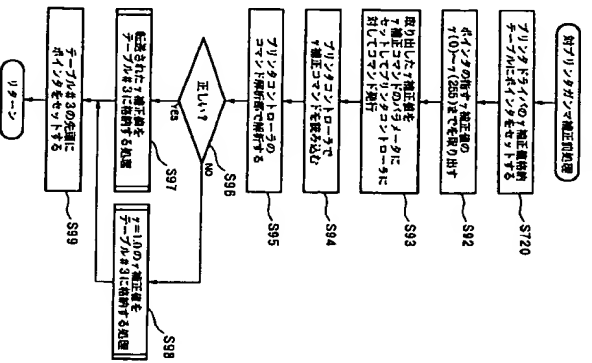 対プリンタガンマ補正前処理
プリンタドライバのγ補正値格納
テーブルにポインタをセットする
S720
ポインタの指すγ補正値の
γ(0)～γ(255)までを取り出す
S92
取り出したγ補正値を
γ補正コマンドのパラメータに
セットしてプリンタコントローラに
対してコマンド発行
S93
プリンタコントローラで
γ補正コマンドを読み込む
S94
プリンタコントローラの
コマンド解析部で解析する
S95
正しい?
S96
YES
NO
転送されたγ補正値を
テーブル#3に格納する処理
S97
γ=1.0のγ補正値を
テーブル#3に格納する処理
S98
テーブル#3の先頭に
ポインタをセットする
S99
リターン